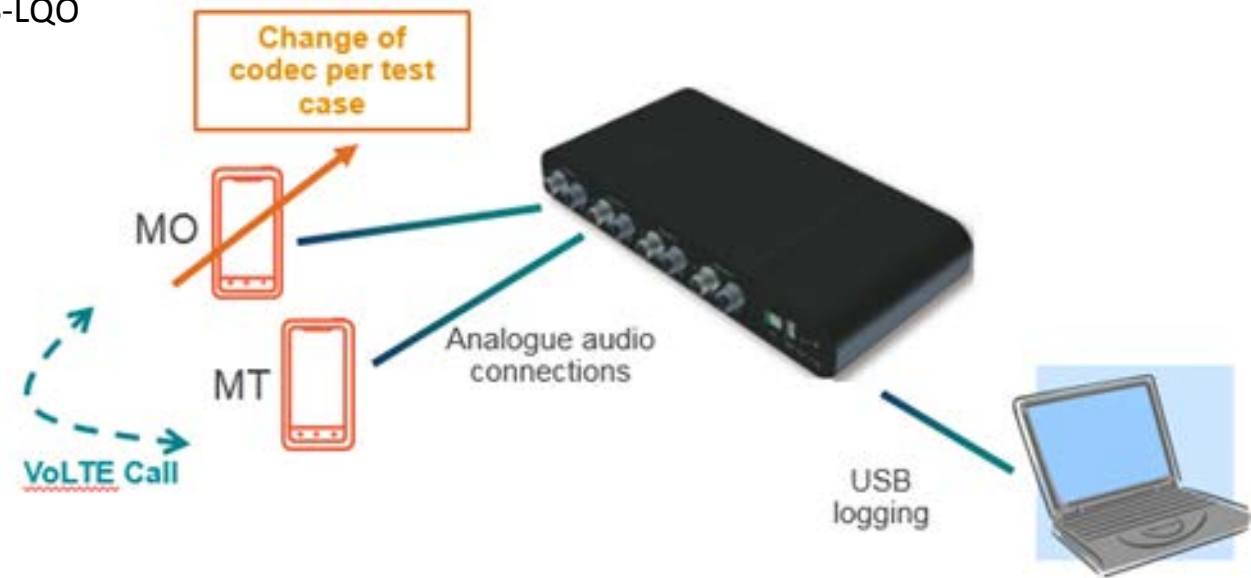 -LQO
Change of
codec per test
case
MO
MT
Analogue audio
connections
VoLTE Call
USB
logging